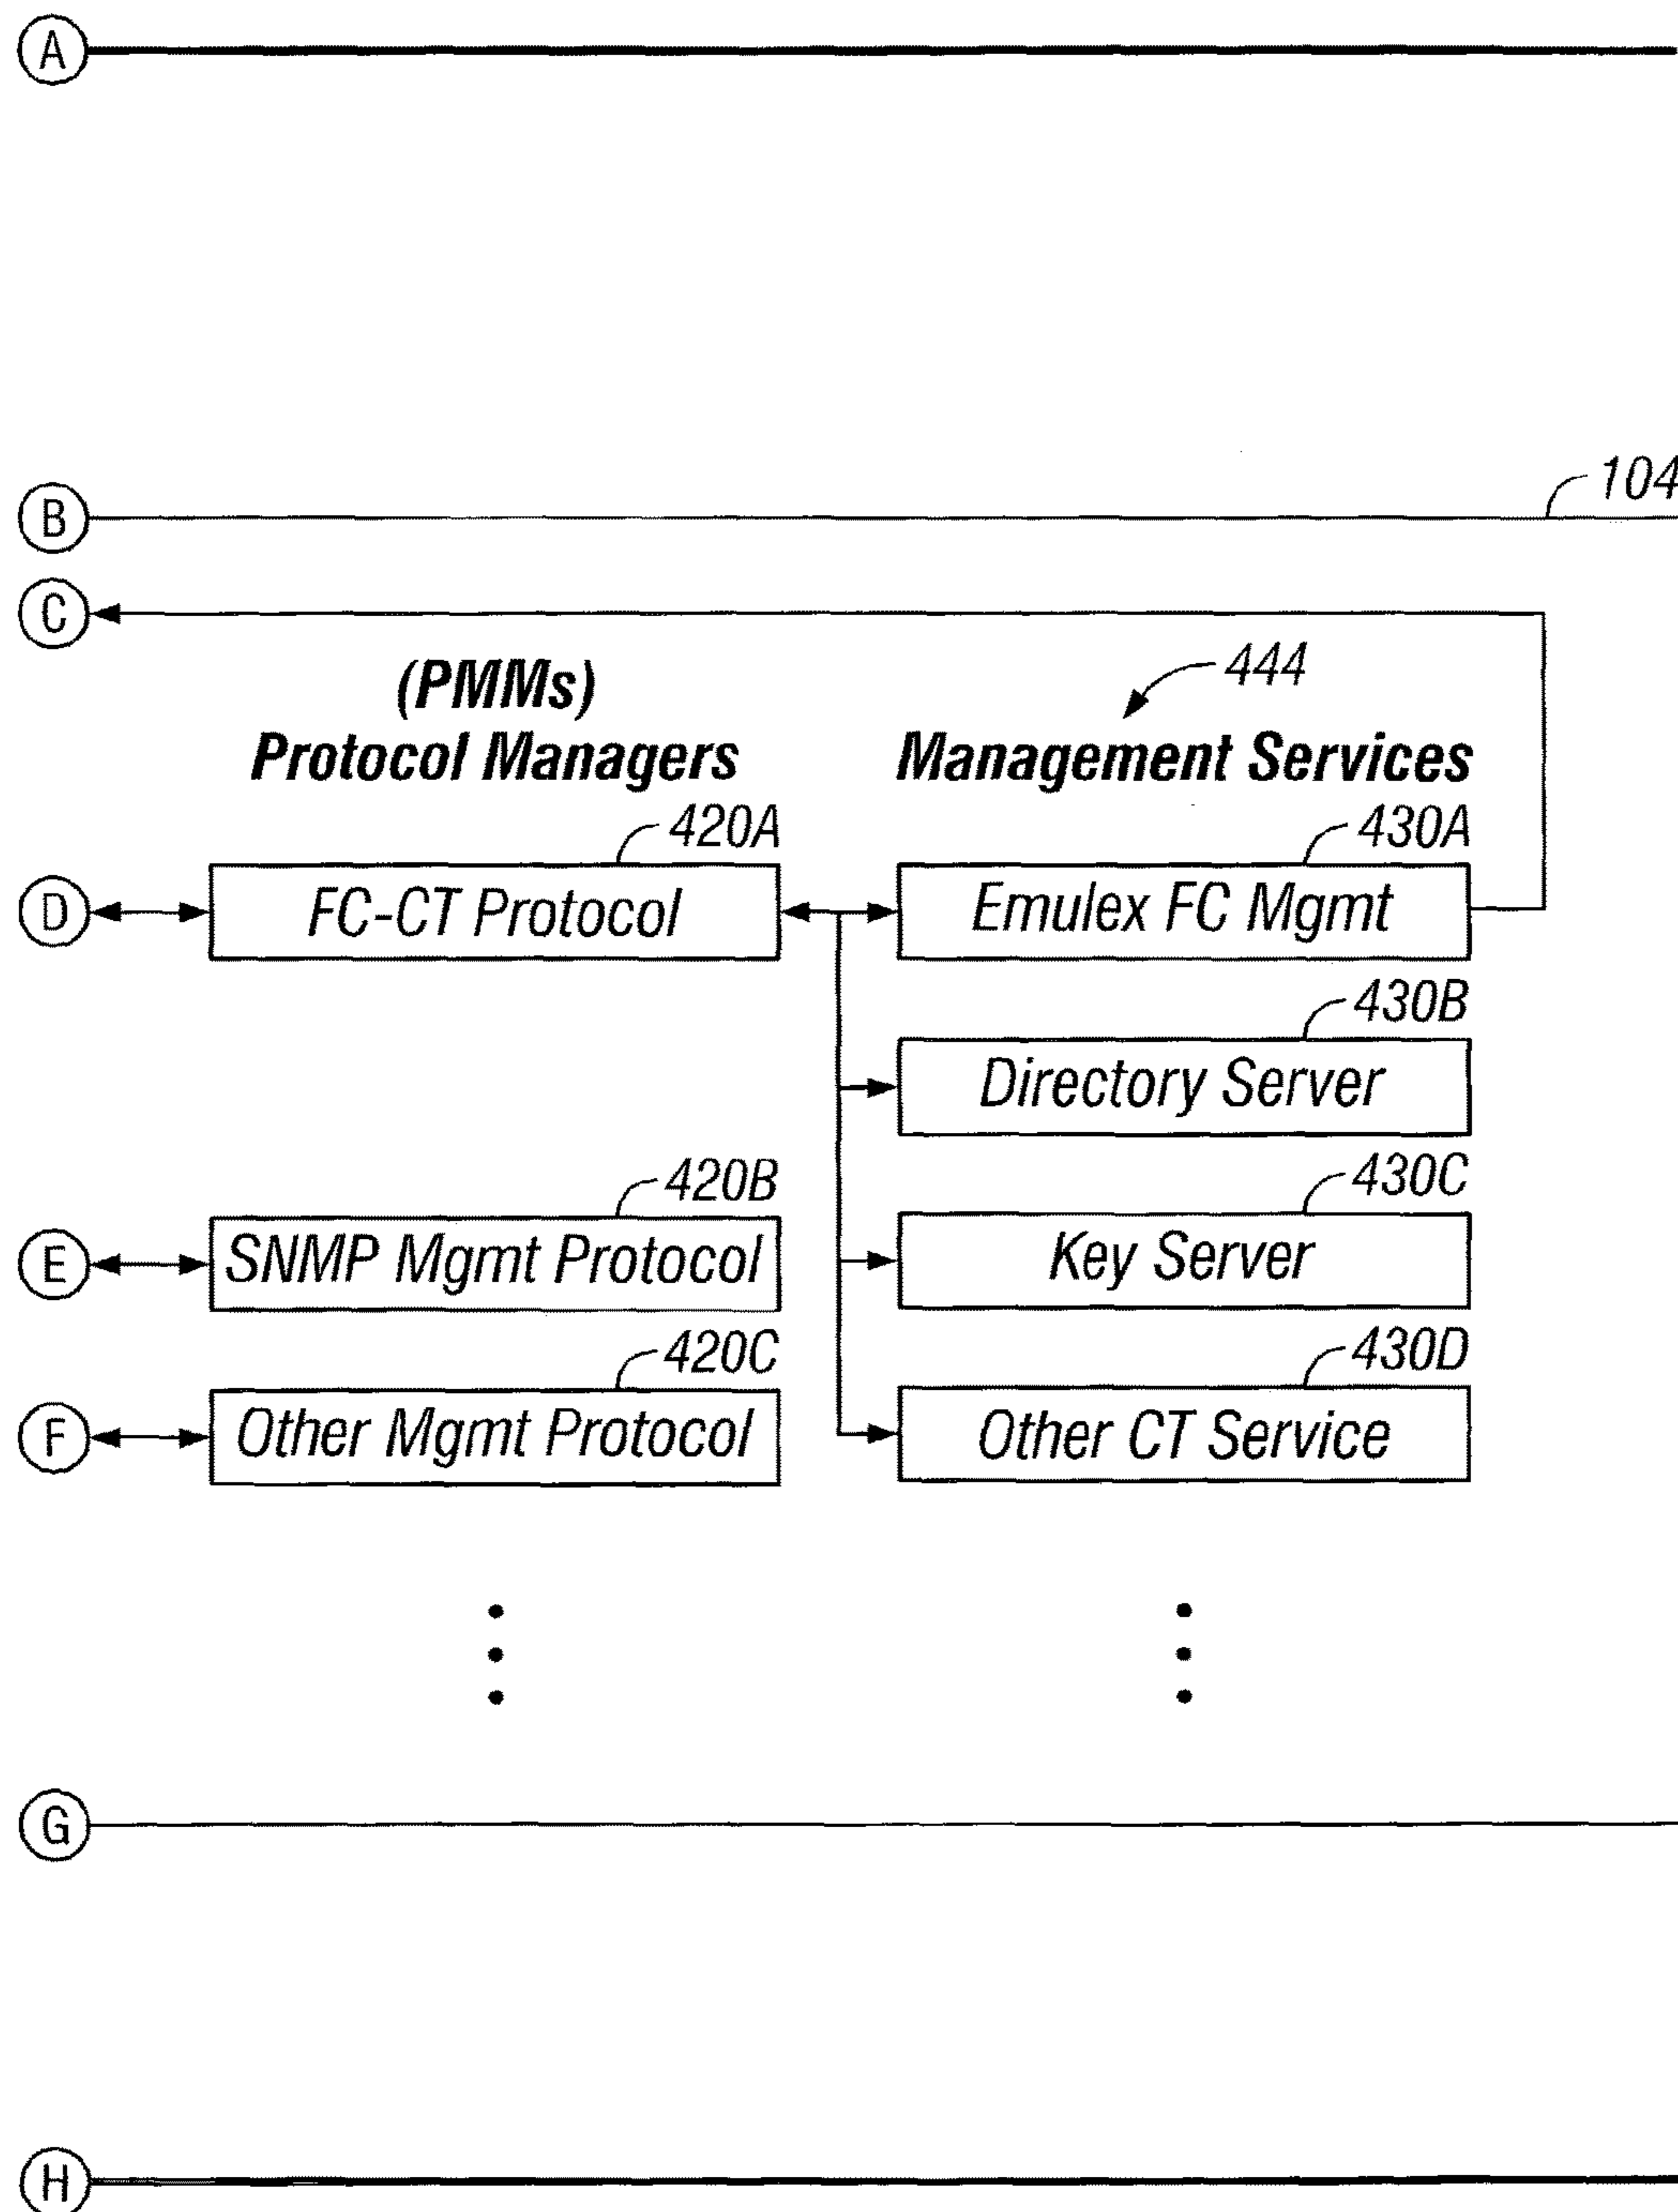 A
B
104
C
(PMMs)
Protocol Managers
444
Management Services
420A
430A
D
FC-CT Protocol
Emulex FC Mgmt
430B
Directory Server
420B
430C
E
SNMP Mgmt Protocol
Key Server
420C
430D
F
Other Mgmt Protocol
Other CT Service
G
H